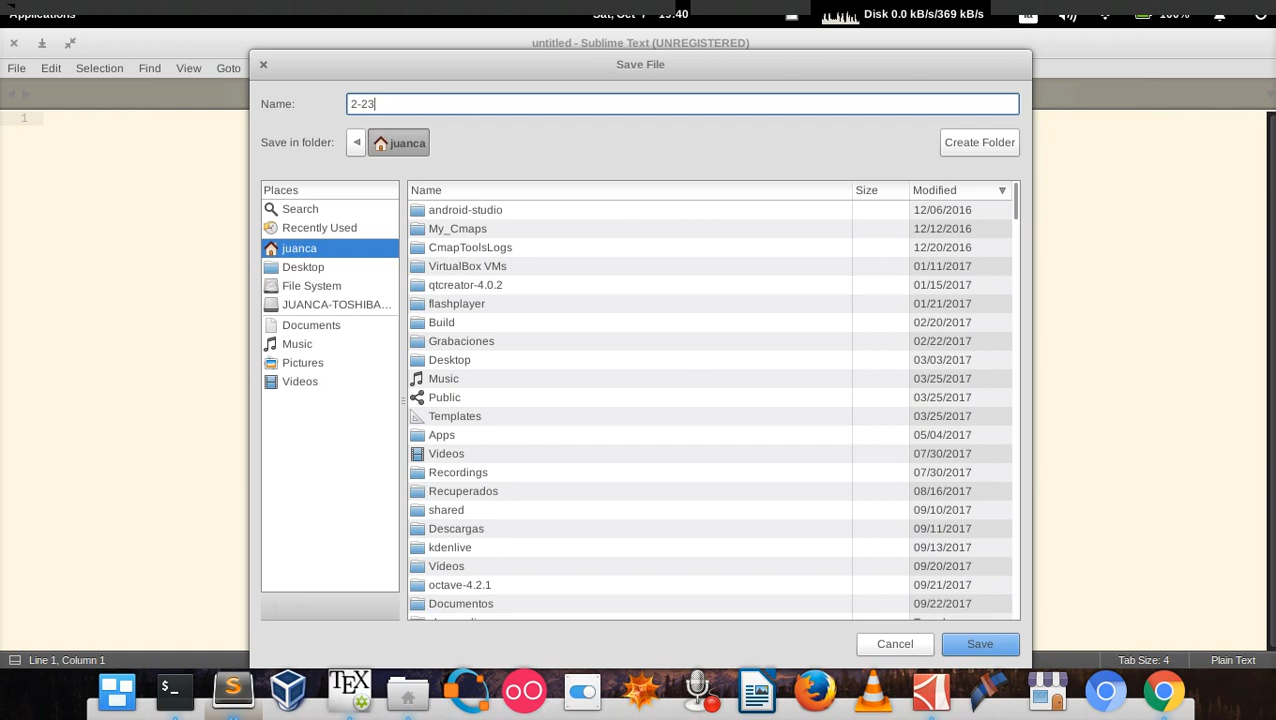 Applications
Sat, Oct 7 19:40
Disk 0.0 kB/s/369 kB/s
100%
untitled - Sublime Text (UNREGISTERED)
File Edit Selection Find View Goto
Save File
Name: 2-23
Save in folder: juanca Create Folder
Places
Search
Recently Used
juanca
Desktop
File System
JUANCA-TOSHIBA...
Documents
Music
Pictures
Videos
Name Size Modified
android-studio 12/06/2016
My_Cmaps 12/12/2016
CmapToolsLogs 12/20/2016
VirtualBox VMs 01/11/2017
qtcreator-4.0.2 01/15/2017
flashplayer 01/21/2017
Build 02/20/2017
Grabaciones 02/22/2017
Desktop 03/03/2017
Music 03/25/2017
Public 03/25/2017
Templates 03/25/2017
Apps 05/04/2017
Videos 07/30/2017
Recordings 07/30/2017
Recuperados 08/16/2017
shared 09/10/2017
Descargas 09/11/2017
kdenlive 09/13/2017
Vídeos 09/20/2017
octave-4.2.1 09/21/2017
Documentos 09/22/2017
Cancel Save
1
Line 1, Column 1
Tab Size: 4 Plain Text
TEX